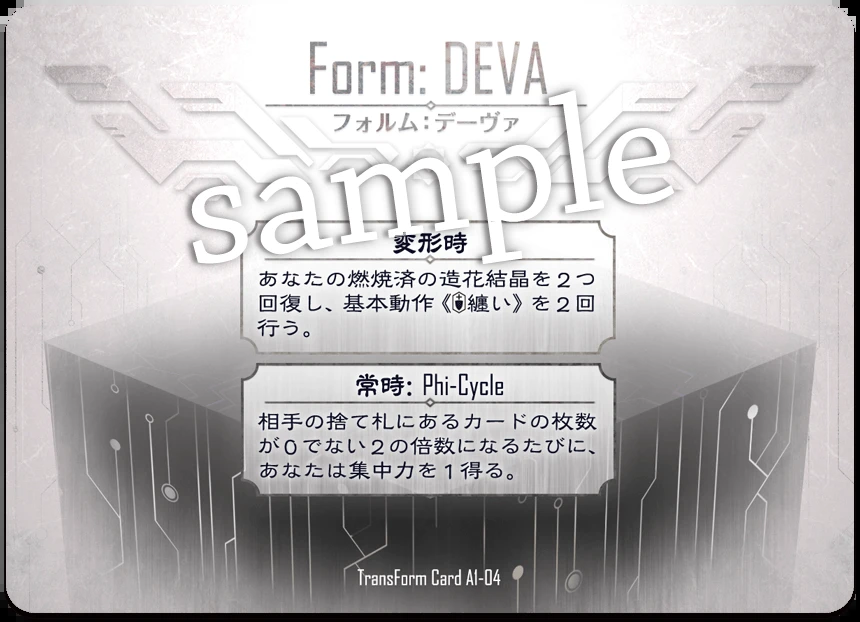 Form: DEVA
フォルム：デーヴァ
sample
変形時
あなたの燃焼済の造花結晶を２つ
回復し、基本動作《纏い》を２回
行う。
常時: Phi-Cycle
相手の捨て札にあるカードの枚数
が０でない２の倍数になるたびに、
あなたは集中力を１得る。
TransForm Card A1-04